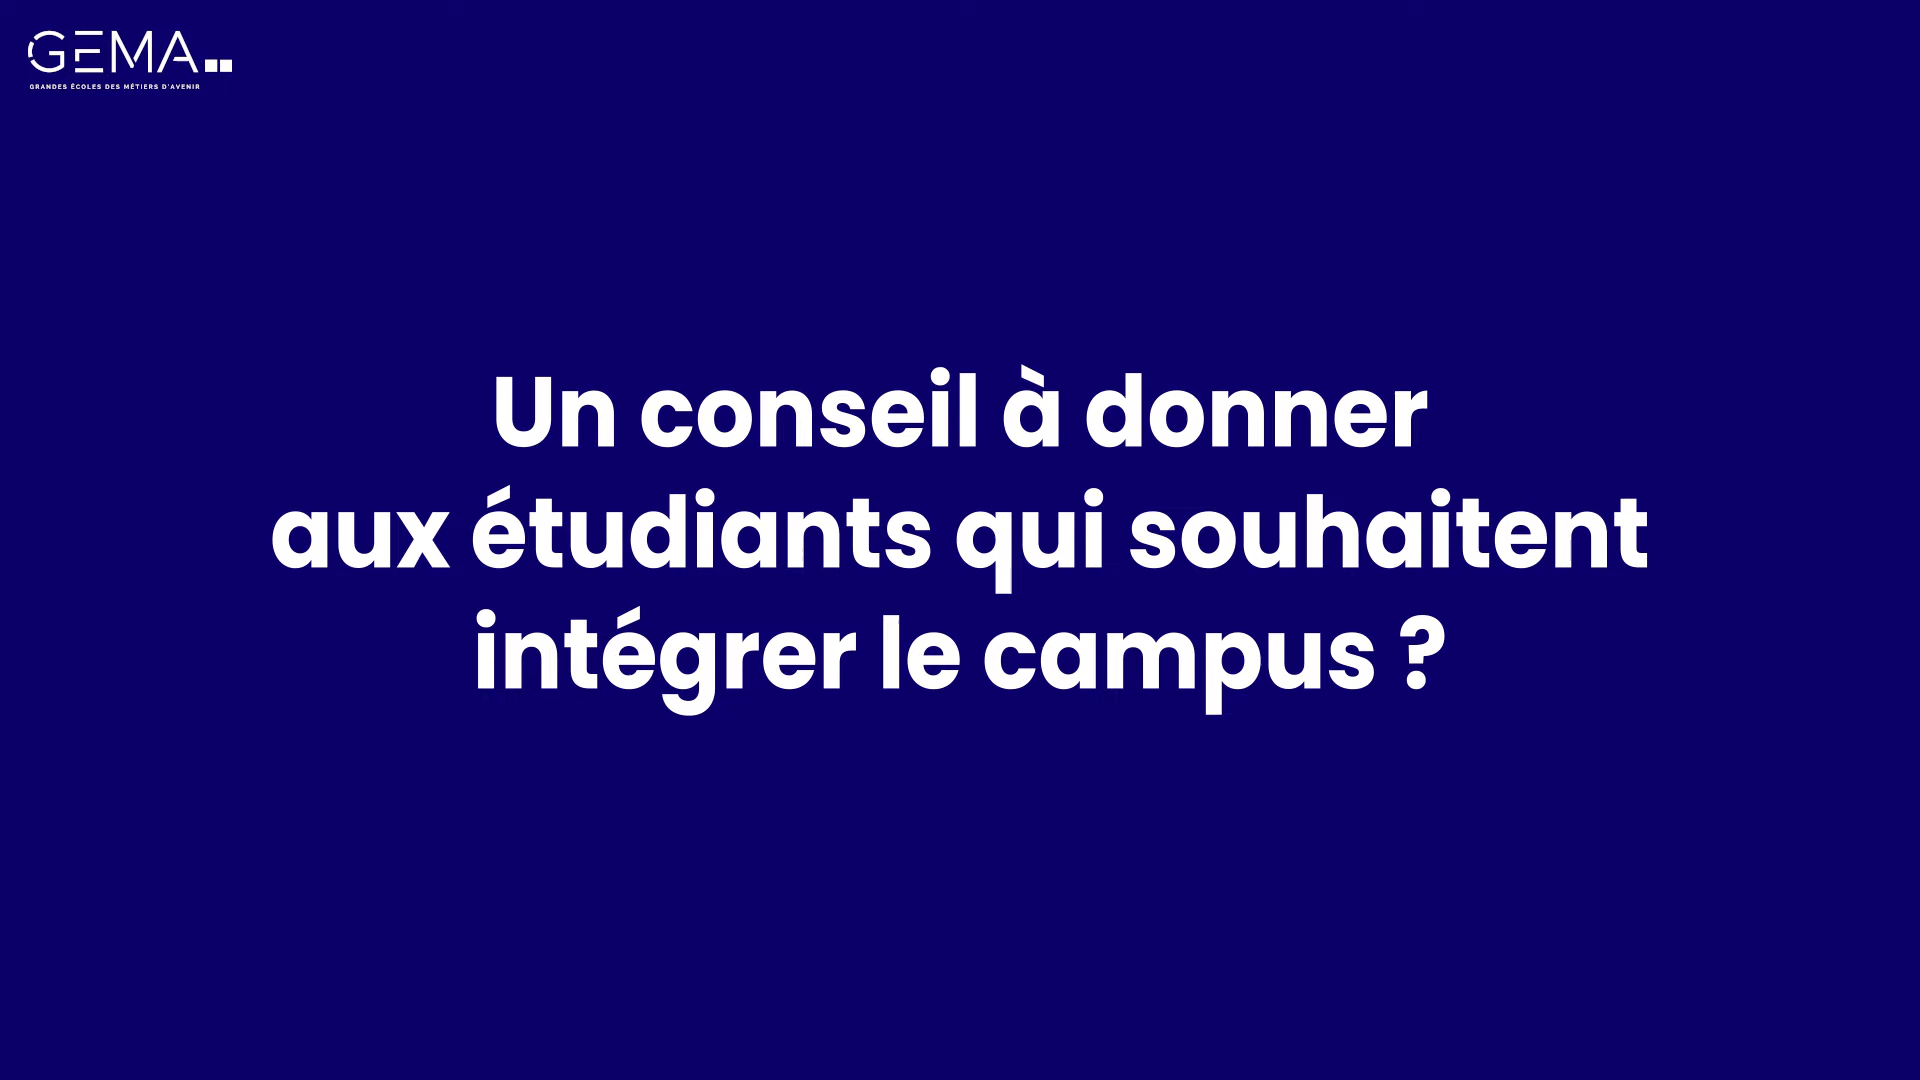 GEMA
GRANDES ÉCOLES DES MÉTIERS D'AVENIR
Un conseil à donner
aux étudiants qui souhaitent
intégrer le campus ?